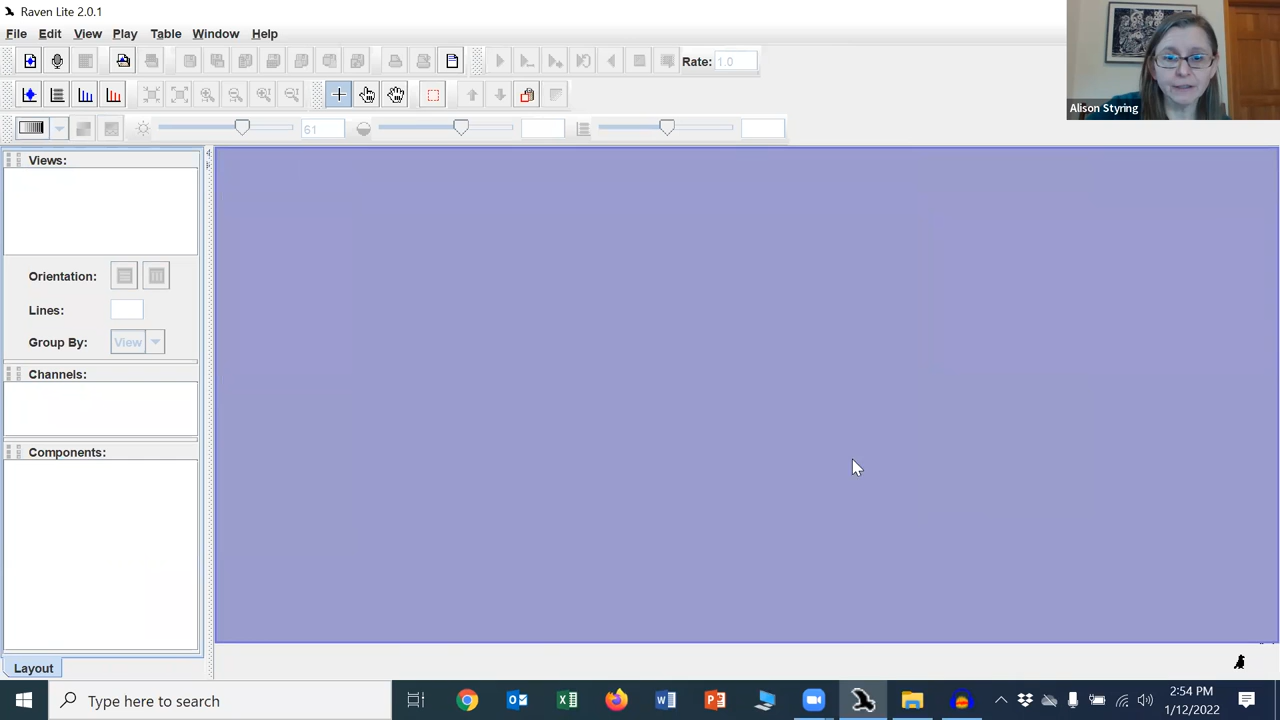 Raven Lite 2.0.1
File Edit View Play Table Window Help
Rate: 1.0
61
Alison Styring
Views:
Orientation:
Lines:
Group By: View
Channels:
Components:
Layout
Type here to search
2:54 PM
1/12/2022